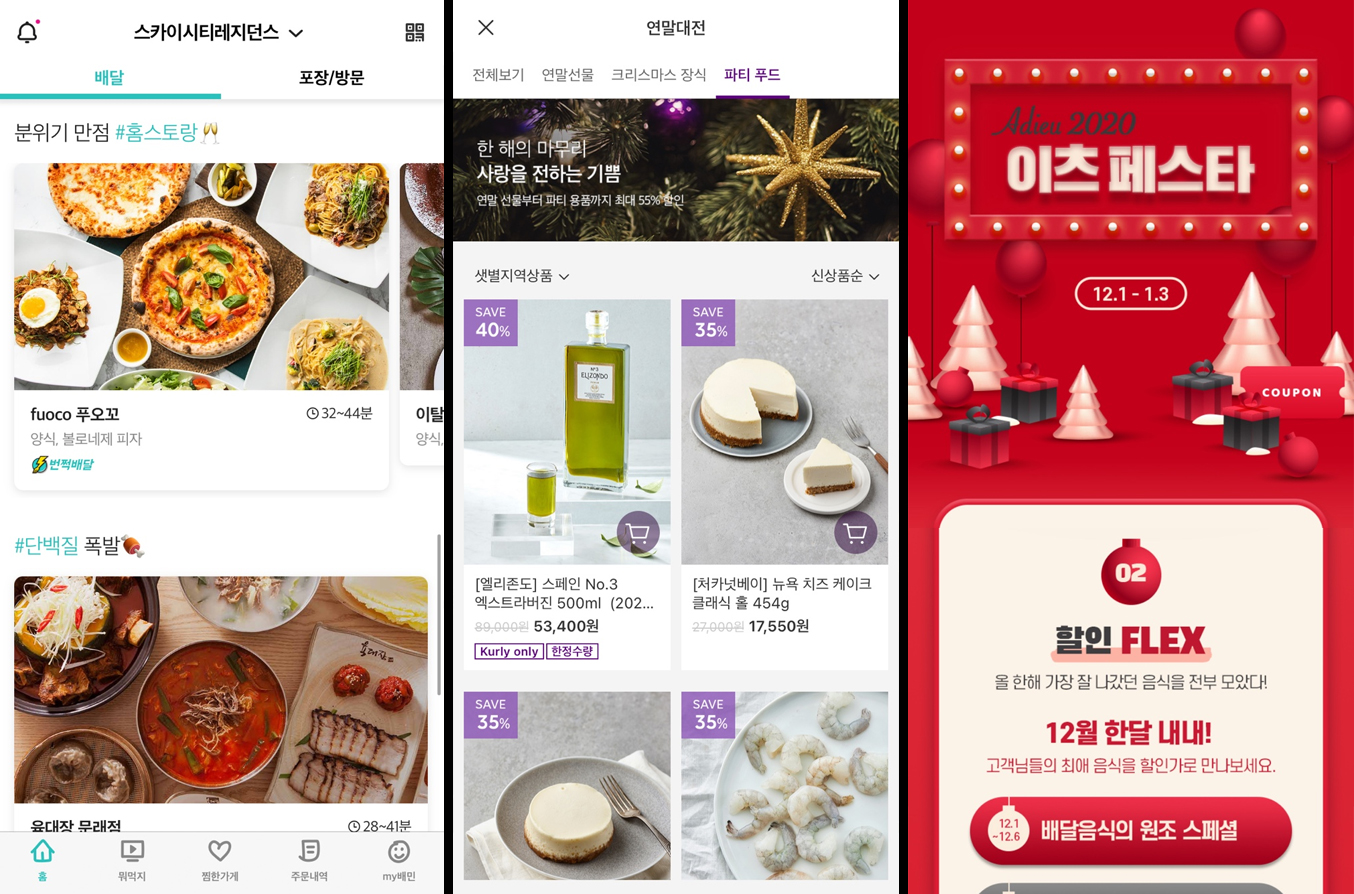 스카이시티레지던스
배달
포장/방문
분위기 만점 #홈스토랑🥂
fuoco 푸오꼬
32~44분
양식, 볼로네제 피자
번쩍배달
이탈
양식,
#단백질 폭발🍖
육대장 문래점
28~41분
홈
뭐먹지
찜한가게
주문내역
my배민
연말대전
전체보기
연말선물
크리스마스 장식
파티 푸드
한 해의 마무리
사랑을 전하는 기쁨
연말 선물부터 파티 용품까지 최대 55% 할인
샛별지역상품
신상품순
SAVE
40%
Nº3
ELIZONDO
[엘리존도] 스페인 No.3
엑스트라버진 500ml (202...
89,000원 53,400원
Kurly only
한정수량
SAVE
35%
[처카넛베이] 뉴욕 치즈 케이크
클래식 홀 454g
27,000원 17,550원
SAVE
35%
SAVE
35%
Adieu 2020
이츠 페스타
12.1 - 1.3
COUPON
02
할인 FLEX
올 한해 가장 잘 나갔던 음식을 전부 모았다!
12월 한달 내내!
고객님들의 최애 음식을 할인가로 만나보세요.
12.1
~12.6
배달음식의 원조 스페셜